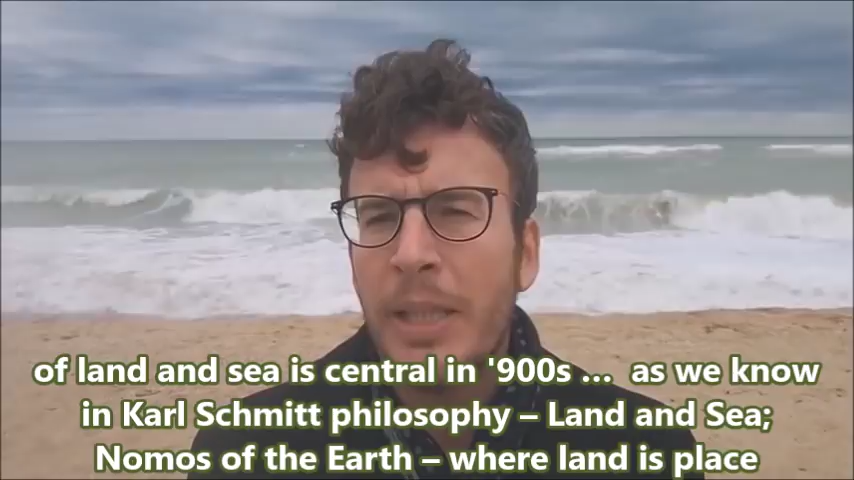 of land and sea is central in '900s ... as we know
in Karl Schmitt philosophy – Land and Sea;
Nomos of the Earth – where land is place